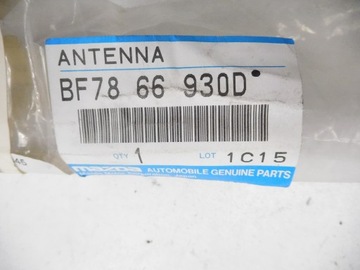 ANTENNA
BF78 66 930D
QTY 1 LOT 1C15
mazda AUTOMOBILE GENUINE PARTS